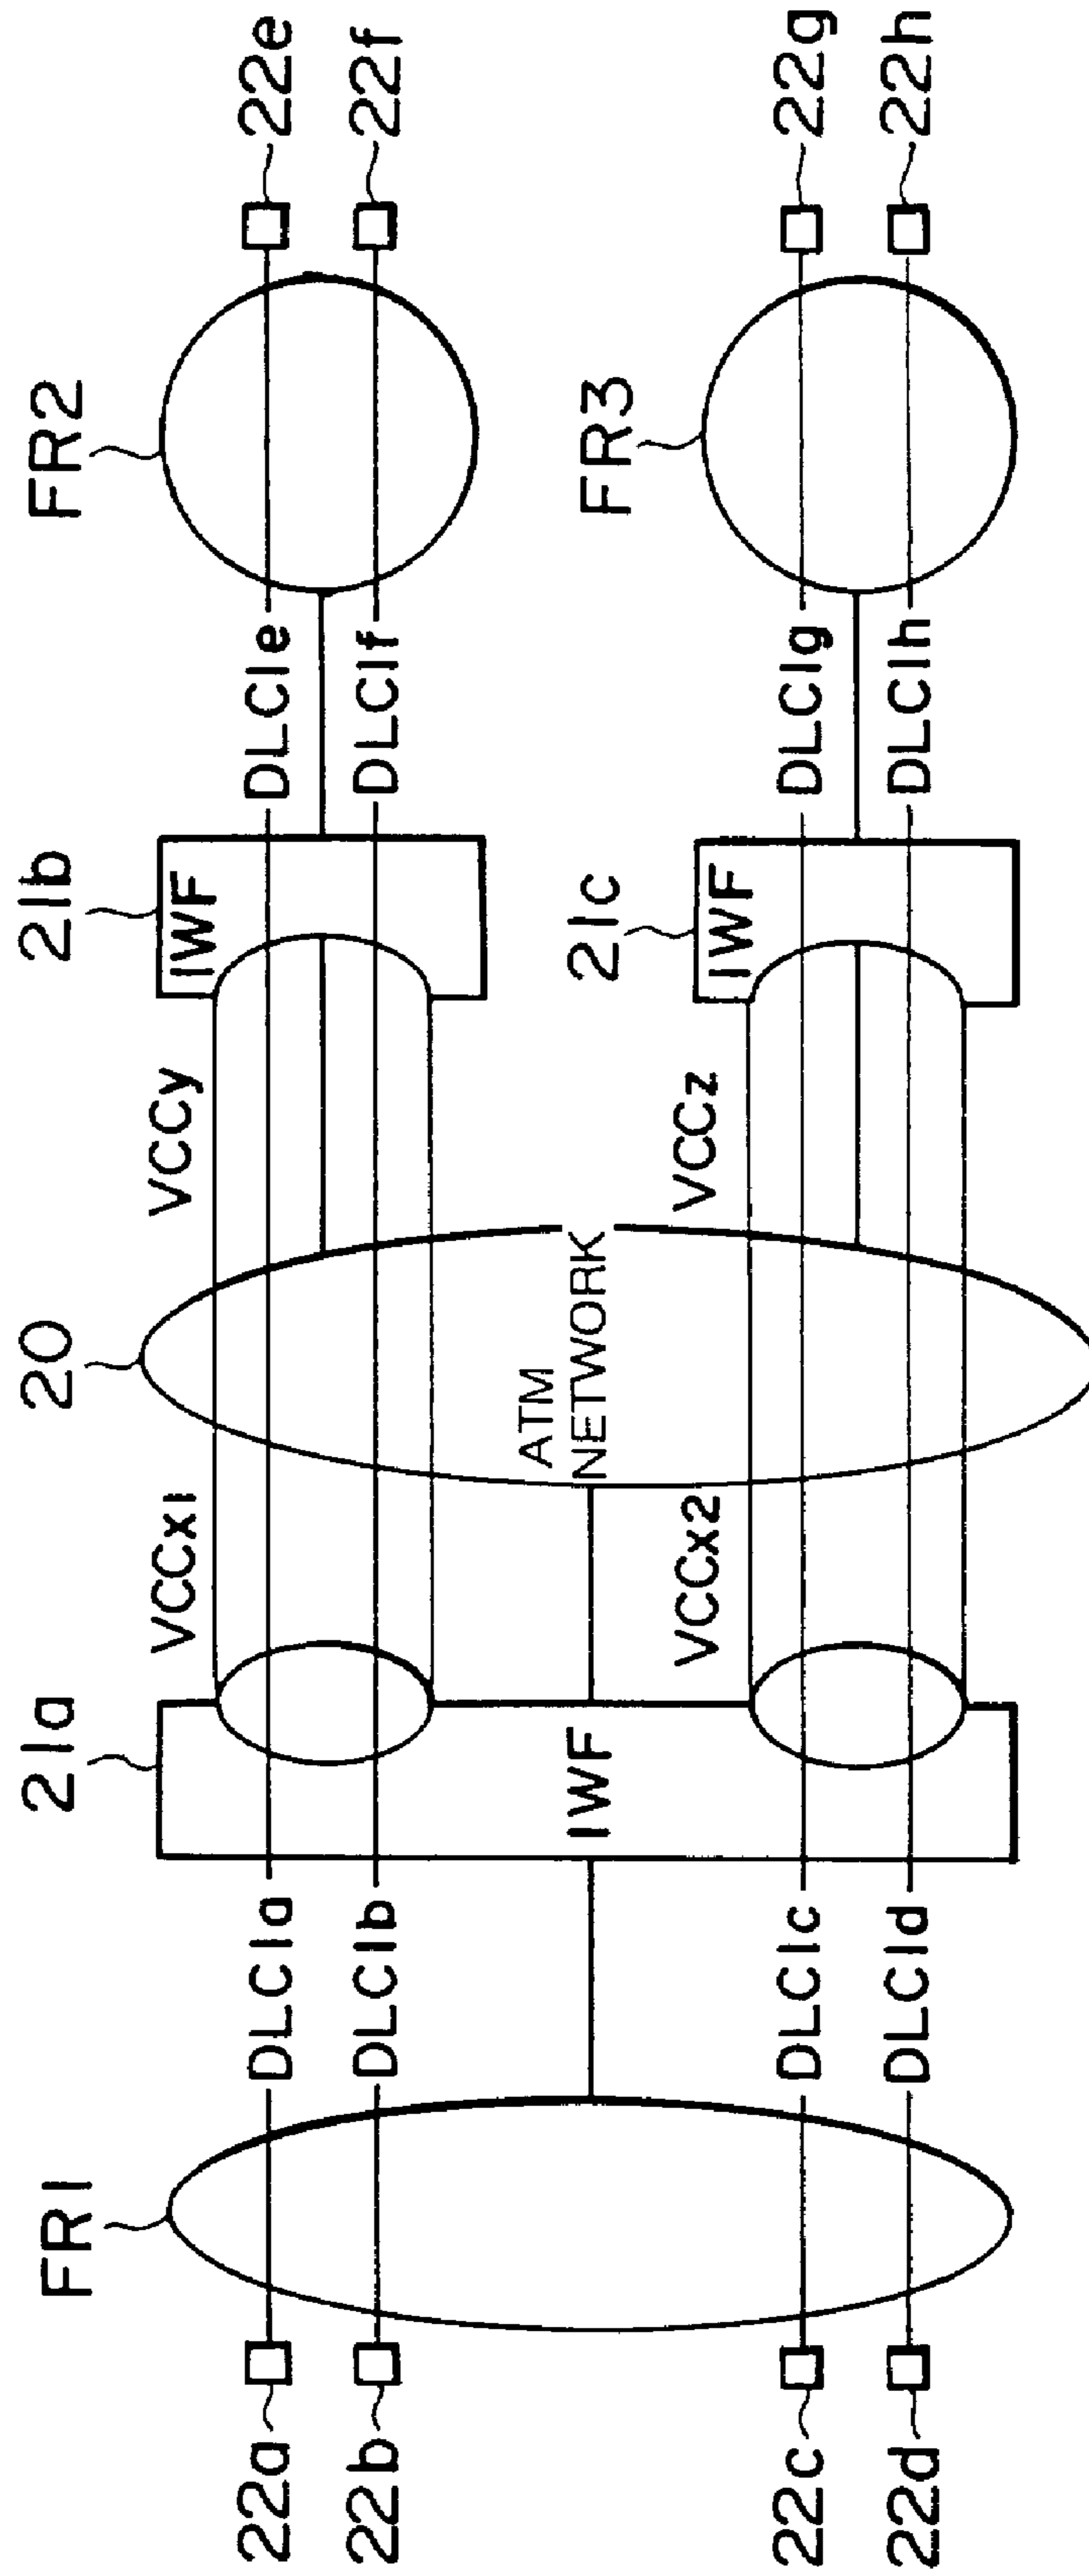 FR1
21a
20
21b
FR2
VCCx1
VCCy
IWF
22a
DLCIa
DLCIe
22e
22b
DLCIb
DLCIf
22f
ATM
NETWORK
IWF
21c
FR3
VCCx2
VCCz
IWF
22c
DLCIc
DLCIg
22g
22d
DLCId
DLCIh
22h